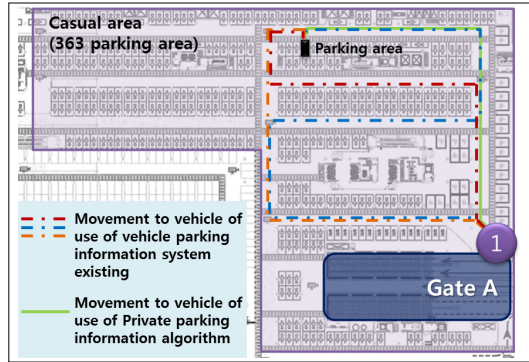 Casual area
(363 parking area)
Parking area
Movement to vehicle of
use of vehicle parking
information system
existing
Movement to vehicle of
use of Private parking
information algorithm
1
Gate A